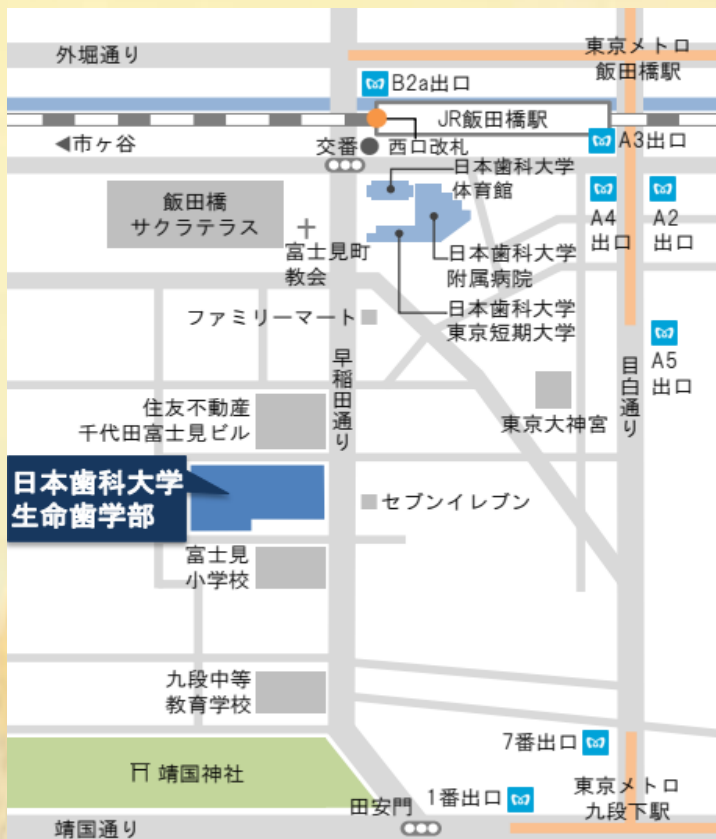 外堀通り
東京メトロ
飯田橋駅
B2a出口
JR飯田橋駅
◀市ヶ谷
交番
西口改札
A3出口
日本歯科大学
体育館
飯田橋
サクラテラス
A4
出口
A2
出口
富士見町
教会
日本歯科大学
附属病院
日本歯科大学
東京短期大学
ファミリーマート
早稲田通り
目白通り
A5
出口
住友不動産
千代田富士見ビル
東京大神宮
日本歯科大学
生命歯学部
セブンイレブン
富士見
小学校
九段中等
教育学校
7番出口
靖国神社
田安門
1番出口
東京メトロ
九段下駅
靖国通り